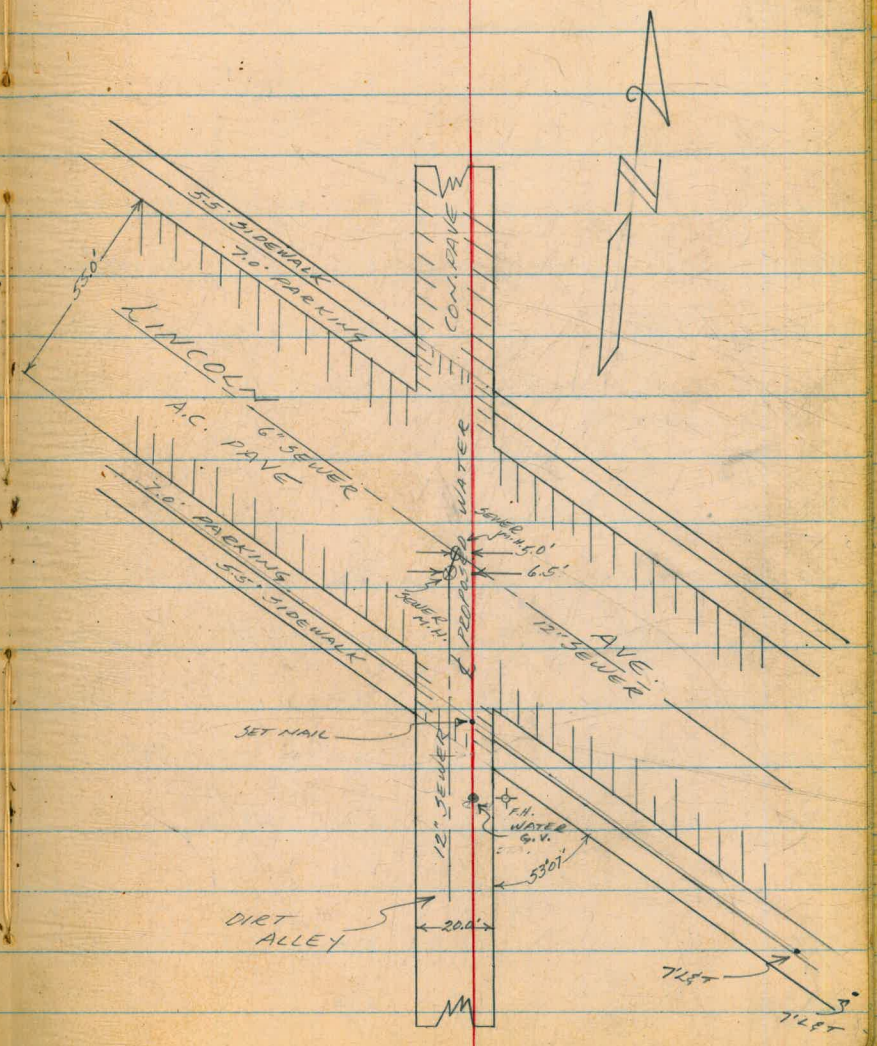 N
5.5' SIDEWALK
7.0' PARKING
CON. PAVE
53.0'
LINCOLN
6" SEWER
A.C. PAVE
7.0' PARKING
5.5' SIDEWALK
SEWER
M.H.
5.0'
6.5'
SEWER
M.H.
℄ PROPOSED WATER
AVE.
12" SEWER
SET NAIL
12" SEWER
F.H.
WATER
G.V.
53°07'
DIRT
ALLEY
20.0'
7' L&T
7' L&T